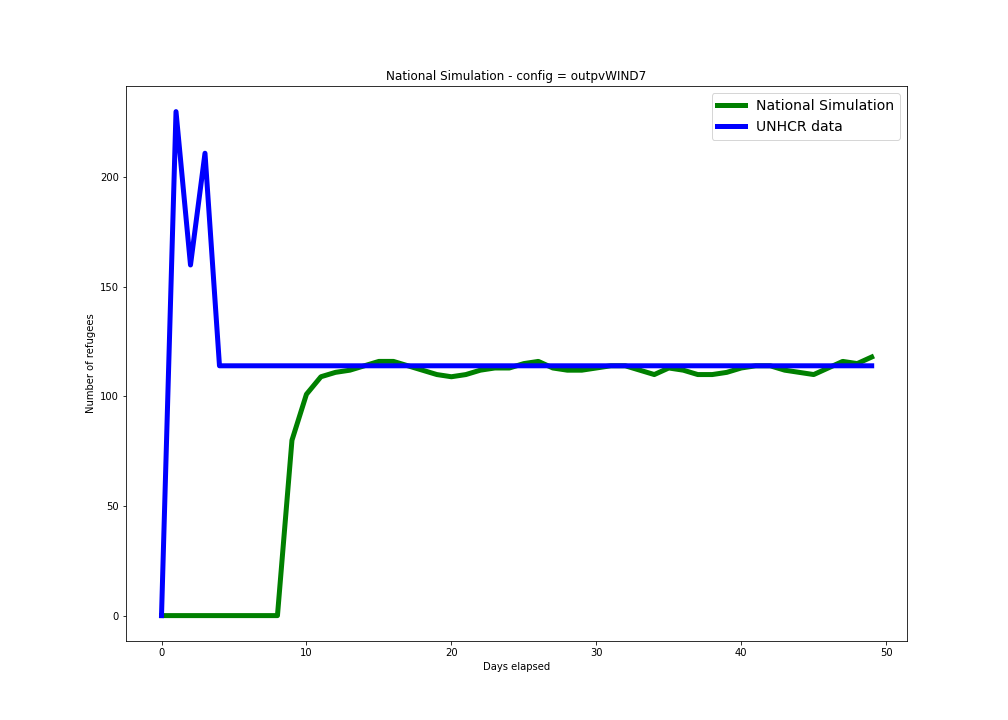 National Simulation - config = outpvWIND7
National Simulation
UNHCR data
Number of refugees
200
150
100
50
0
0 10 20 30 40 50
Days elapsed